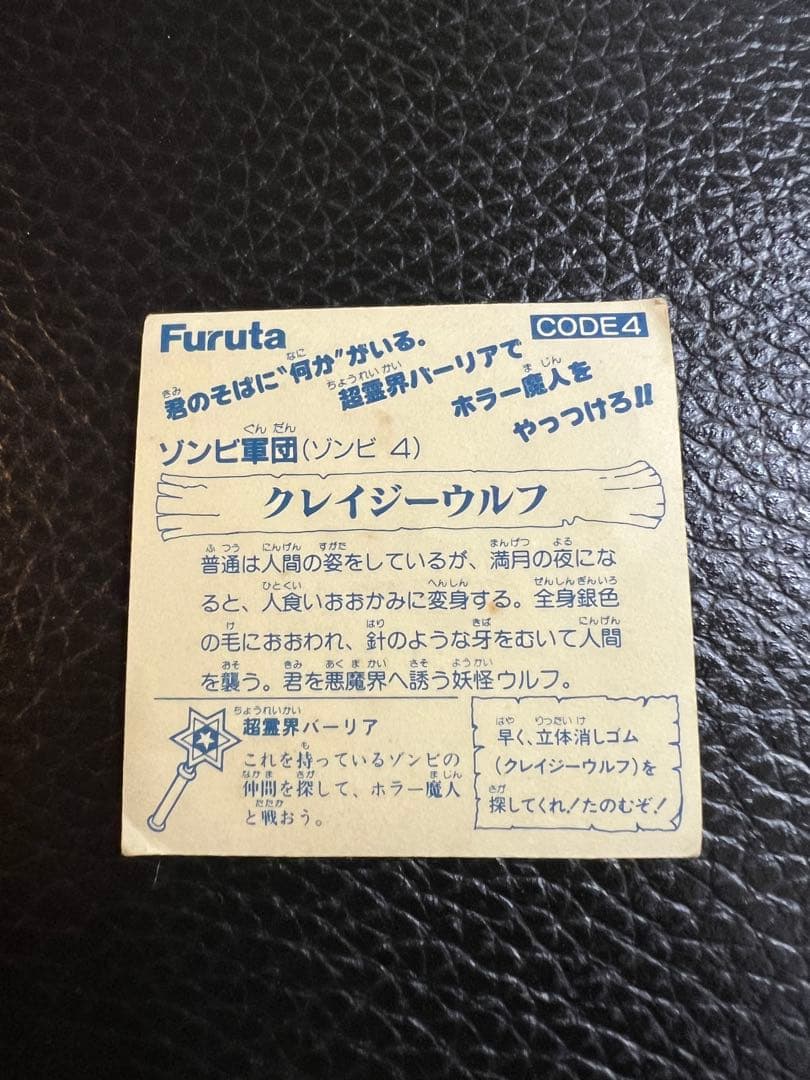 Furuta
CODE4
君のそばに"何か"がいる。
超霊界バーリアで
ホラー魔人を
やっつけろ!!
ゾンビ軍団(ゾンビ 4)
クレイジーウルフ
普通は人間の姿をしているが、満月の夜にな
ると、人食いおおかみに変身する。全身銀色
の毛におおわれ、針のような牙をむいて人間
を襲う。君を悪魔界へ誘う妖怪ウルフ。
超霊界バーリア
これを持っているゾンビの
仲間を探して、ホラー魔人
と戦おう。
早く、立体消しゴム
(クレイジーウルフ)を
探してくれ!たのむぞ!